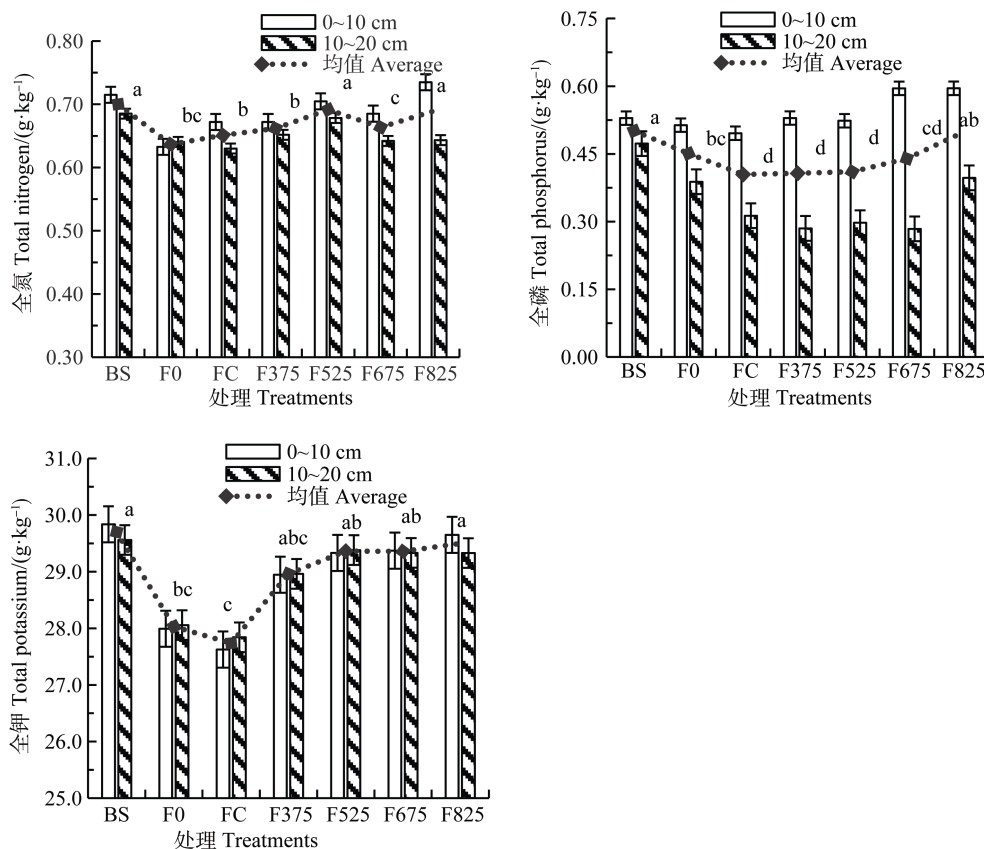 0~10 cm
10~20 cm
均值 Average
全氮 Total nitrogen/(g·kg⁻¹)
0.80
0.70
0.60
0.50
0.40
0.30
a
bc
b
b
a
c
a
BS F0 FC F375 F525 F675 F825
处理 Treatments
0~10 cm
10~20 cm
均值 Average
全磷 Total phosphorus/(g·kg⁻¹)
0.75
0.60
0.45
0.30
0.15
0.00
a
bc
d
d
d
cd
ab
BS F0 FC F375 F525 F675 F825
处理 Treatments
0~10 cm
10~20 cm
均值 Average
全钾 Total potassium/(g·kg⁻¹)
31.0
30.0
29.0
28.0
27.0
26.0
25.0
a
bc
c
abc
ab
ab
a
BS F0 FC F375 F525 F675 F825
处理 Treatments